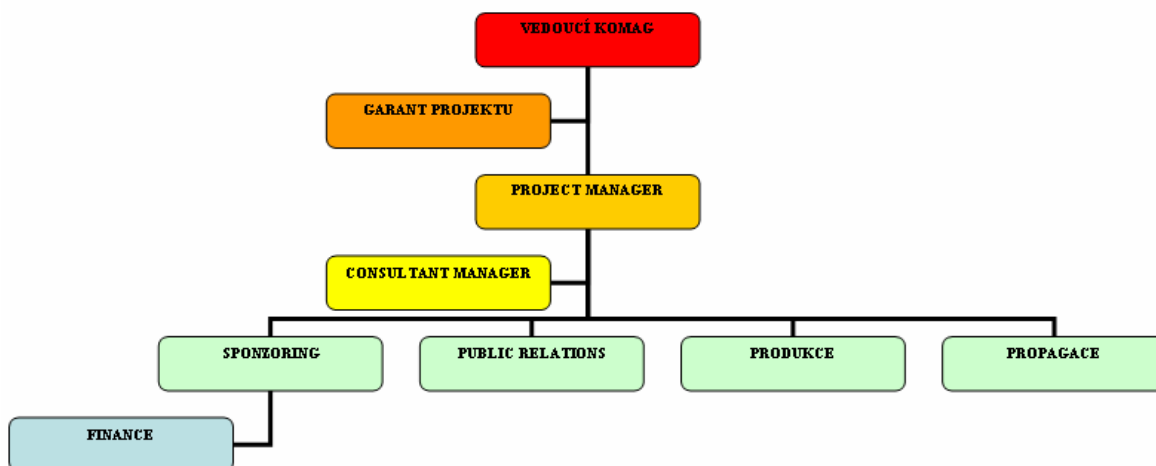 VEDOUCÍ KOMAG
GARANT PROJEKTU
PROJECT MANAGER
CONSULTANT MANAGER
SPONZORING
PUBLIC RELATIONS
PRODUKCE
PROPAGACE
FINANCE